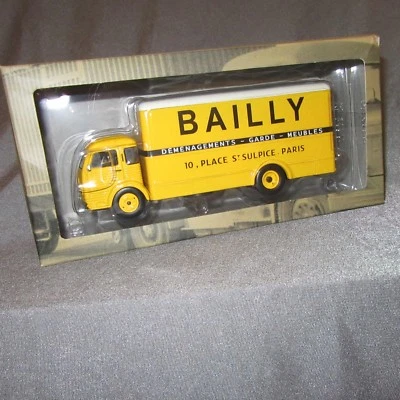 BAILLY
DEMENAGEMENTS - GARDE - MEUBLES
10, PLACE ST SULPICE PARIS